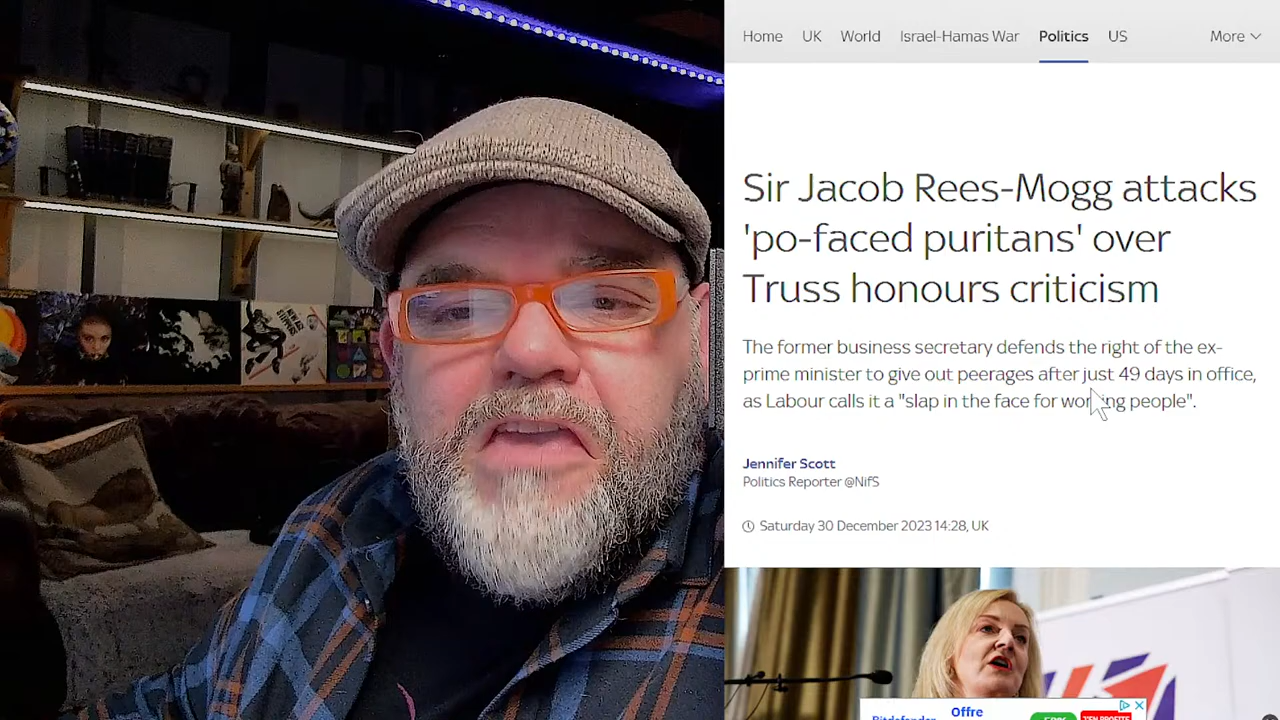 Home UK World Israel-Hamas War Politics US More
Sir Jacob Rees-Mogg attacks
'po-faced puritans' over
Truss honours criticism
The former business secretary defends the right of the ex-
prime minister to give out peerages after just 49 days in office,
as Labour calls it a "slap in the face for working people".
Jennifer Scott
Politics Reporter @NifS
Saturday 30 December 2023 14:28, UK
Bitdefender
Offre